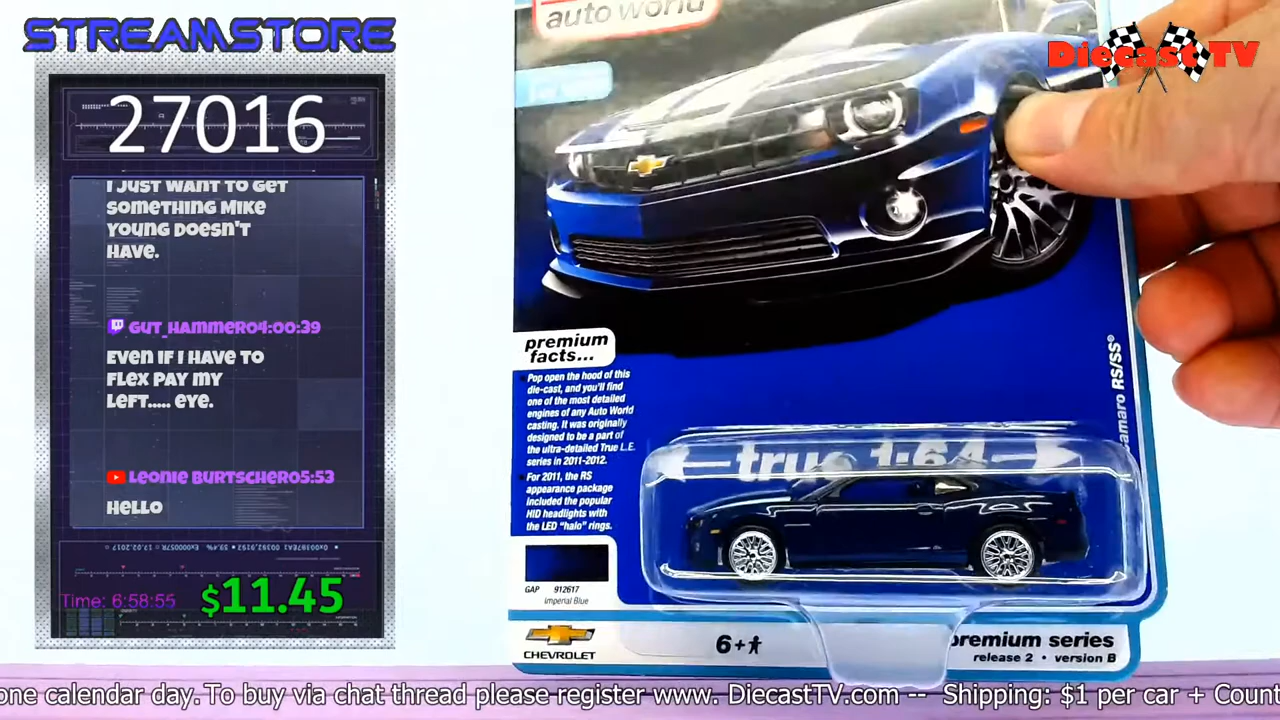 STREAMSTORE
27016
I just want to get
something Mike
Young doesn't
have.
Gut_Hammer04:00:39
Even if I have to
flex pay my
left..... eye.
Leonie Burtscher05:53
Hello
Time: 6:58:55
$11.45
auto world
Diecast TV
premium
facts...
Pop open the hood of this
die-cast, and you'll find
one of the most detailed
engines of any Auto World
casting. It was originally
designed to be a part of
the ultra-detailed True L.E.
series in 2011-2012.
For 2011, the RS
appearance package
included the popular
HID headlights with
the LED "halo" rings.
Camaro RS/SS®
true 1:64
GAP 912617
Imperial Blue
CHEVROLET
6+
premium series
release 2 • version B
one calendar day. To buy via chat thread please register www. DiecastTV.com -- Shipping: $1 per car + Count